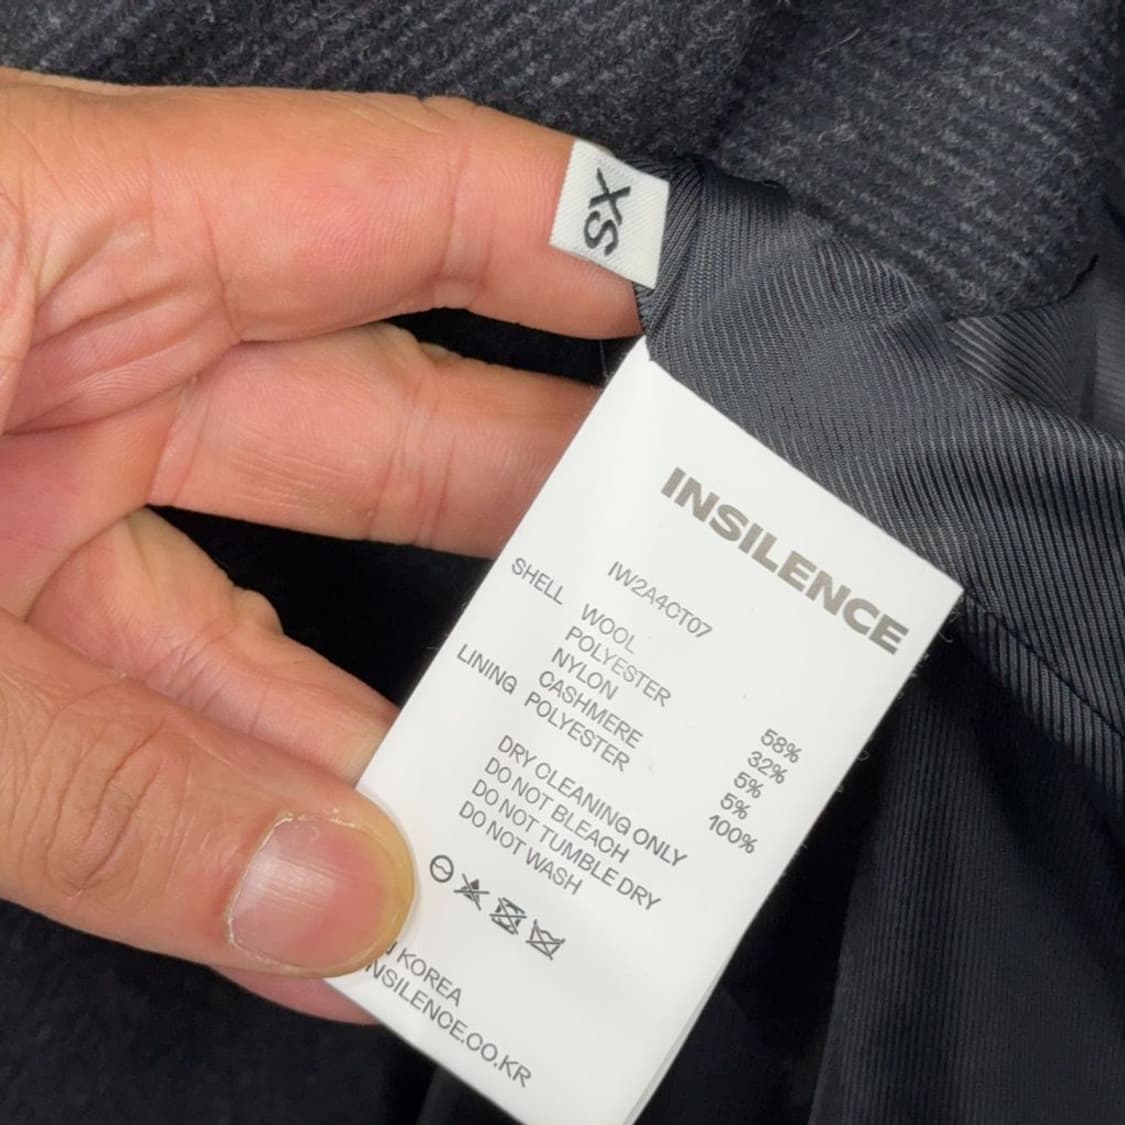 XS
INSILENCE
IW2A4CT07
SHELL WOOL 58%
POLYESTER 32%
NYLON 5%
CASHMERE 5%
LINING POLYESTER 100%
DRY CLEANING ONLY
DO NOT BLEACH
DO NOT TUMBLE DRY
DO NOT WASH
KOREA
INSILENCE.CO.KR